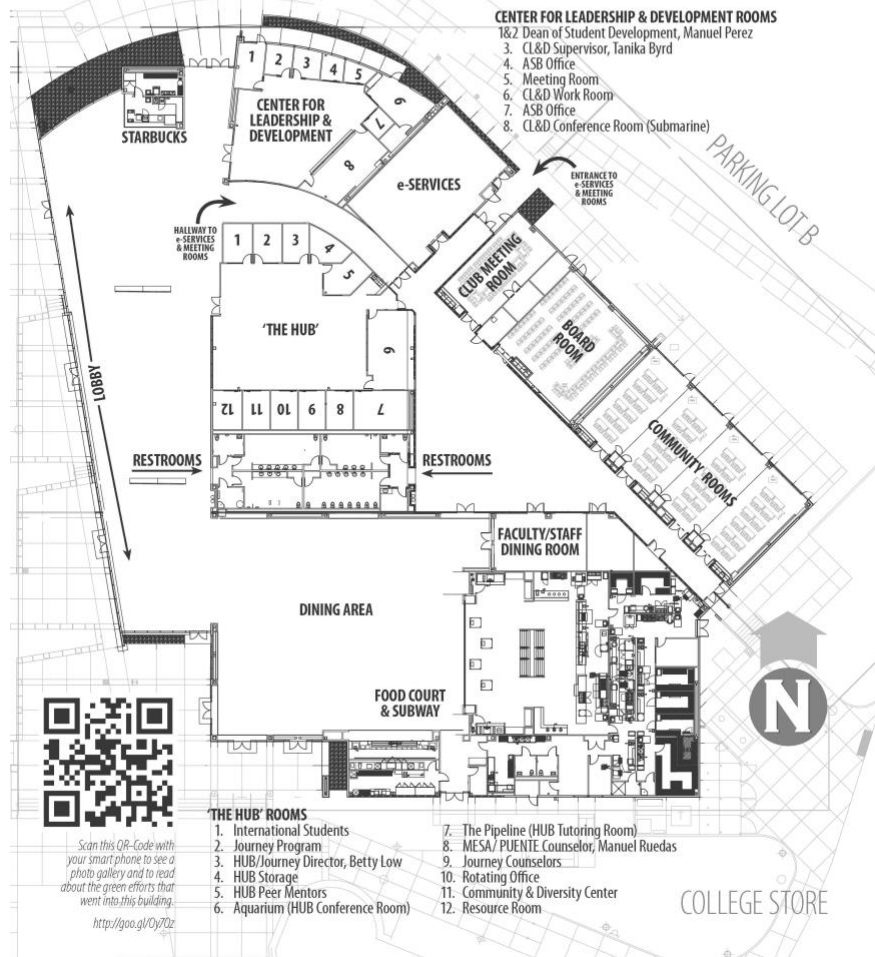 CENTER FOR LEADERSHIP & DEVELOPMENT ROOMS
1&2 Dean of Student Development, Manuel Perez
3. CL&D Supervisor, Tanika Byrd
4. ASB Office
5. Meeting Room
6. CL&D Work Room
7. ASB Office
8. CL&D Conference Room (Submarine)
1
2
3
4
5
6
7
8
CENTER FOR
LEADERSHIP &
DEVELOPMENT
STARBUCKS
e-SERVICES
ENTRANCE TO
e-SERVICES
& MEETING
ROOMS
PARKING LOT B
HALLWAY TO
e-SERVICES
& MEETING
ROOMS
1
2
3
4
5
6
'THE HUB'
12
11
10
9
8
7
CLUB MEETING
ROOM
BOARD
ROOM
COMMUNITY ROOMS
LOBBY
RESTROOMS
RESTROOMS
FACULTY/STAFF
DINING ROOM
DINING AREA
FOOD COURT
& SUBWAY
N
Scan this QR-Code with
your smart phone to see a
photo gallery and to read
about the green efforts that
went into this building.
http://goo.gl/Oy7Oz
'THE HUB' ROOMS
1. International Students
2. Journey Program
3. HUB/Journey Director, Betty Low
4. HUB Storage
5. HUB Peer Mentors
6. Aquarium (HUB Conference Room)
7. The Pipeline (HUB Tutoring Room)
8. MESA/ PUENTE Counselor, Manuel Ruedas
9. Journey Counselors
10. Rotating Office
11. Community & Diversity Center
12. Resource Room
COLLEGE STORE